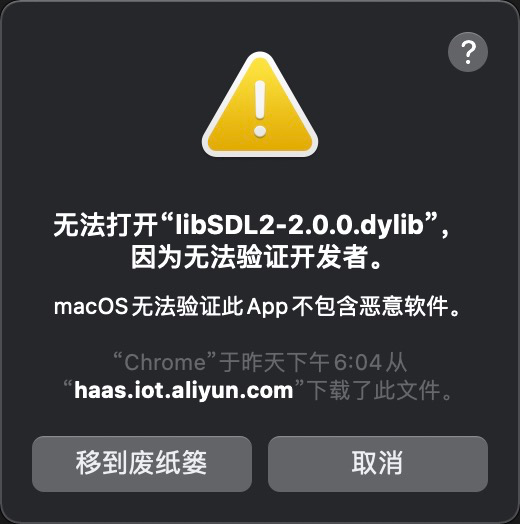 ?
无法打开“libSDL2-2.0.0.dylib”，
因为无法验证开发者。
macOS无法验证此App不包含恶意软件。
“Chrome”于昨天下午6:04从
“haas.iot.aliyun.com”下载了此文件。
移到废纸篓
取消